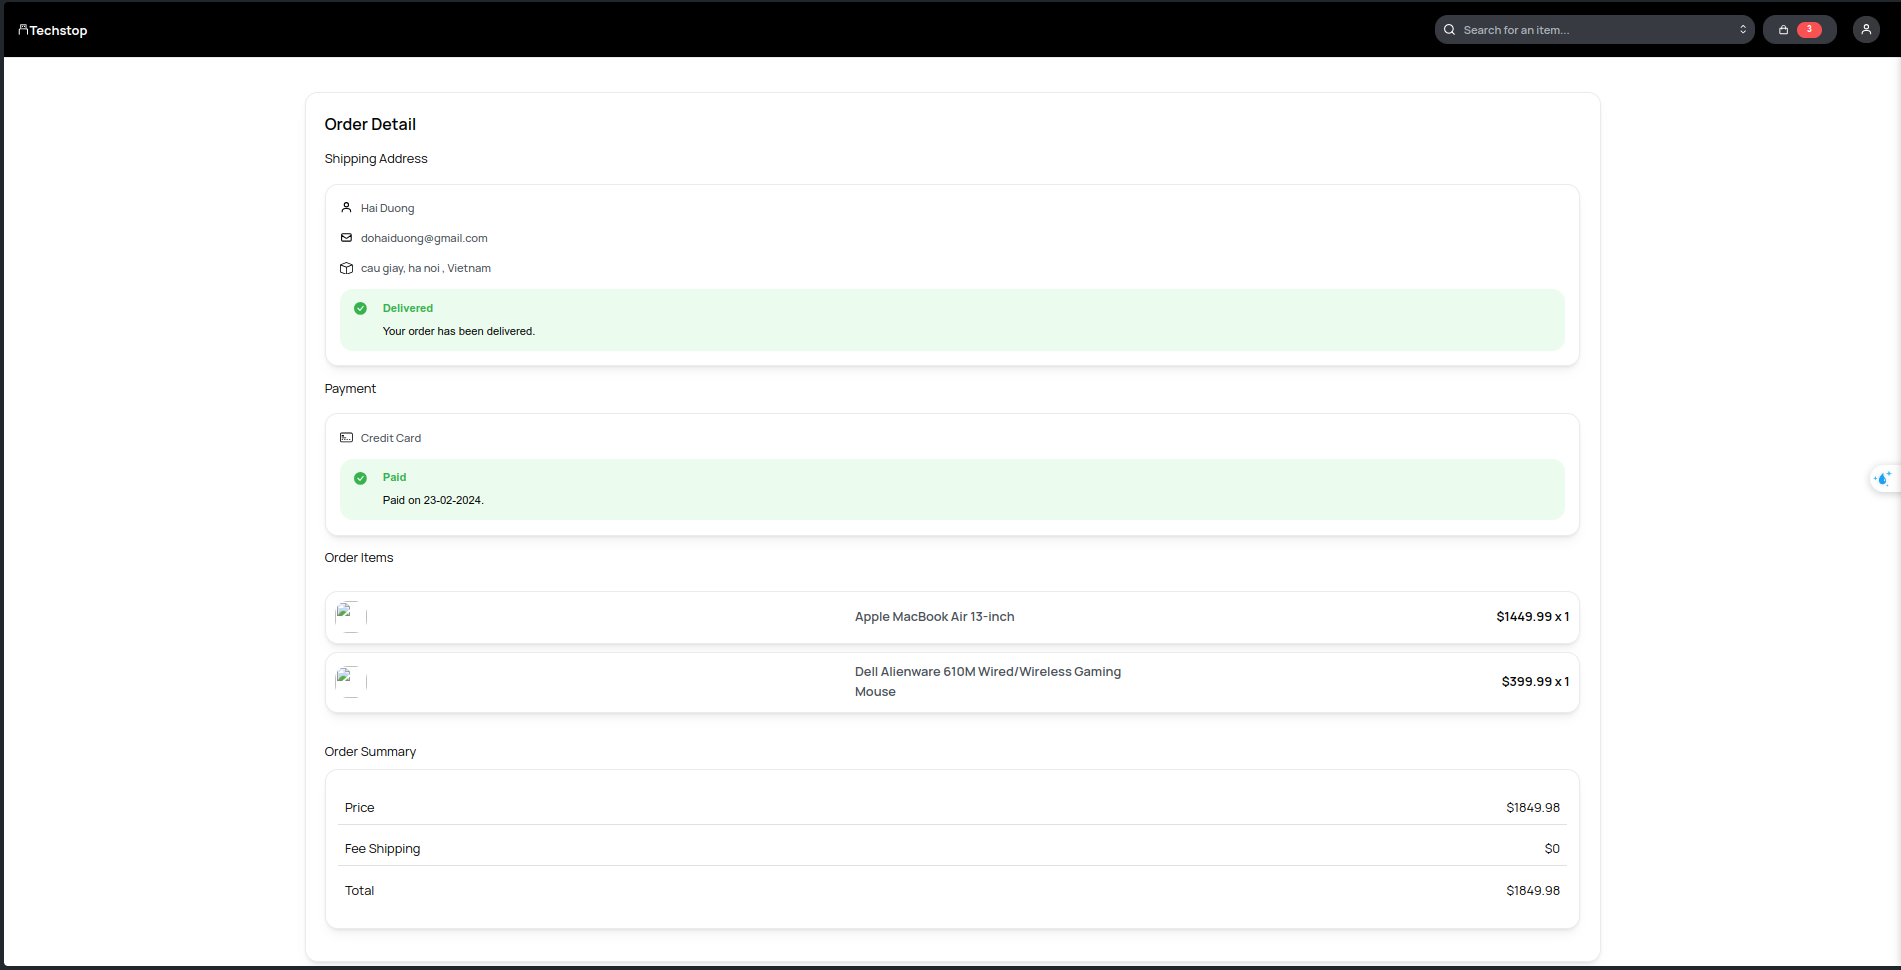 Techstop
Search for an item...
3
Order Detail
Shipping Address
Hai Duong
dohaiduong@gmail.com
cau giay, ha noi , Vietnam
Delivered
Your order has been delivered.
Payment
Credit Card
Paid
Paid on 23-02-2024.
Order Items
Apple MacBook Air 13-inch
$1449.99 x 1
Dell Alienware 610M Wired/Wireless Gaming
Mouse
$399.99 x 1
Order Summary
Price
$1849.98
Fee Shipping
$0
Total
$1849.98